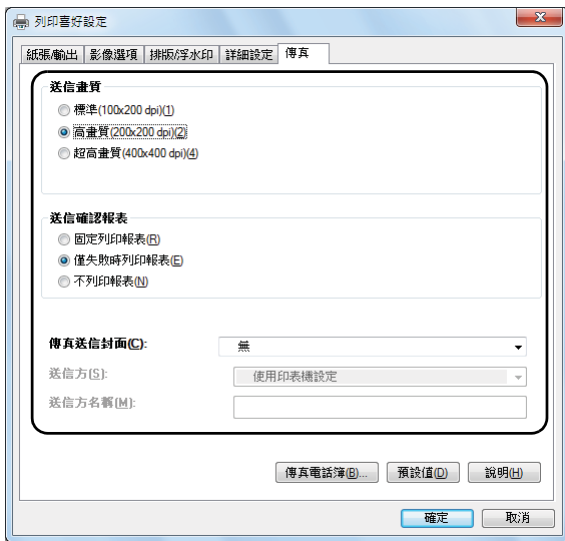 列印喜好設定
紙張/輸出 影像選項 排版/浮水印 詳細設定 傳真
送信畫質
標準(100x200 dpi)(1)
高畫質(200x200 dpi)(2)
超高畫質(400x400 dpi)(4)
送信確認報表
固定列印報表(R)
僅失敗時列印報表(E)
不列印報表(N)
傳真送信封面(C): 無
送信方(S): 使用印表機設定
送信方名稱(M):
傳真電話簿(B)... 預設值(D) 說明(H)
確定 取消